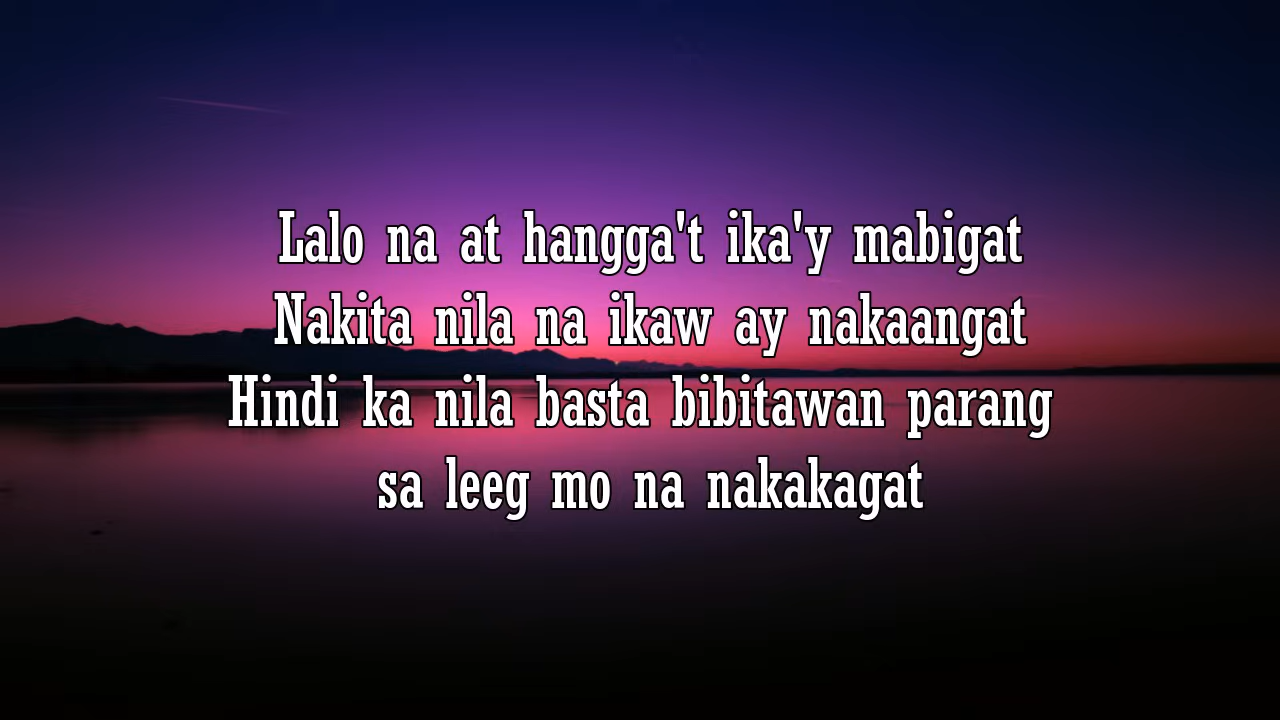 Lalo na at hangga't ika'y mabigat
Nakita nila na ikaw ay nakaangat
Hindi ka nila basta bibitawan parang
sa leeg mo na nakakagat